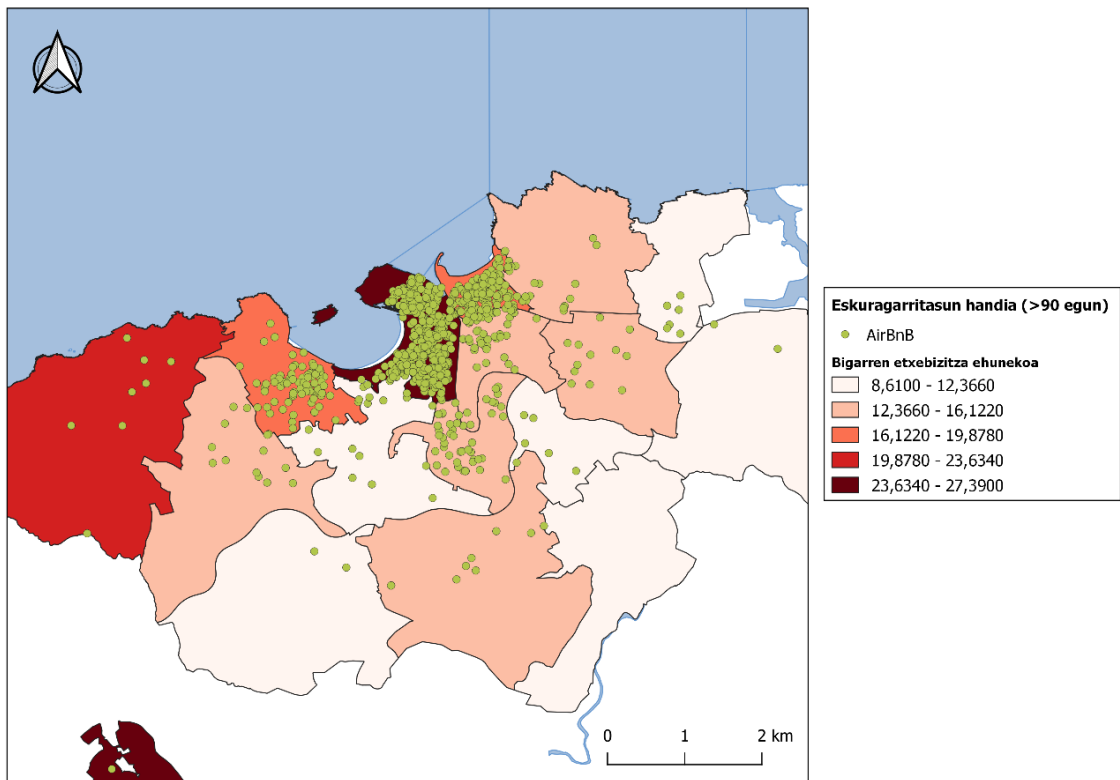 Eskuragarritasun handia (>90 egun)
AirBnB
Bigarren etxebizitza ehunekoa
8,6100 - 12,3660
12,3660 - 16,1220
16,1220 - 19,8780
19,8780 - 23,6340
23,6340 - 27,3900
0 1 2 km